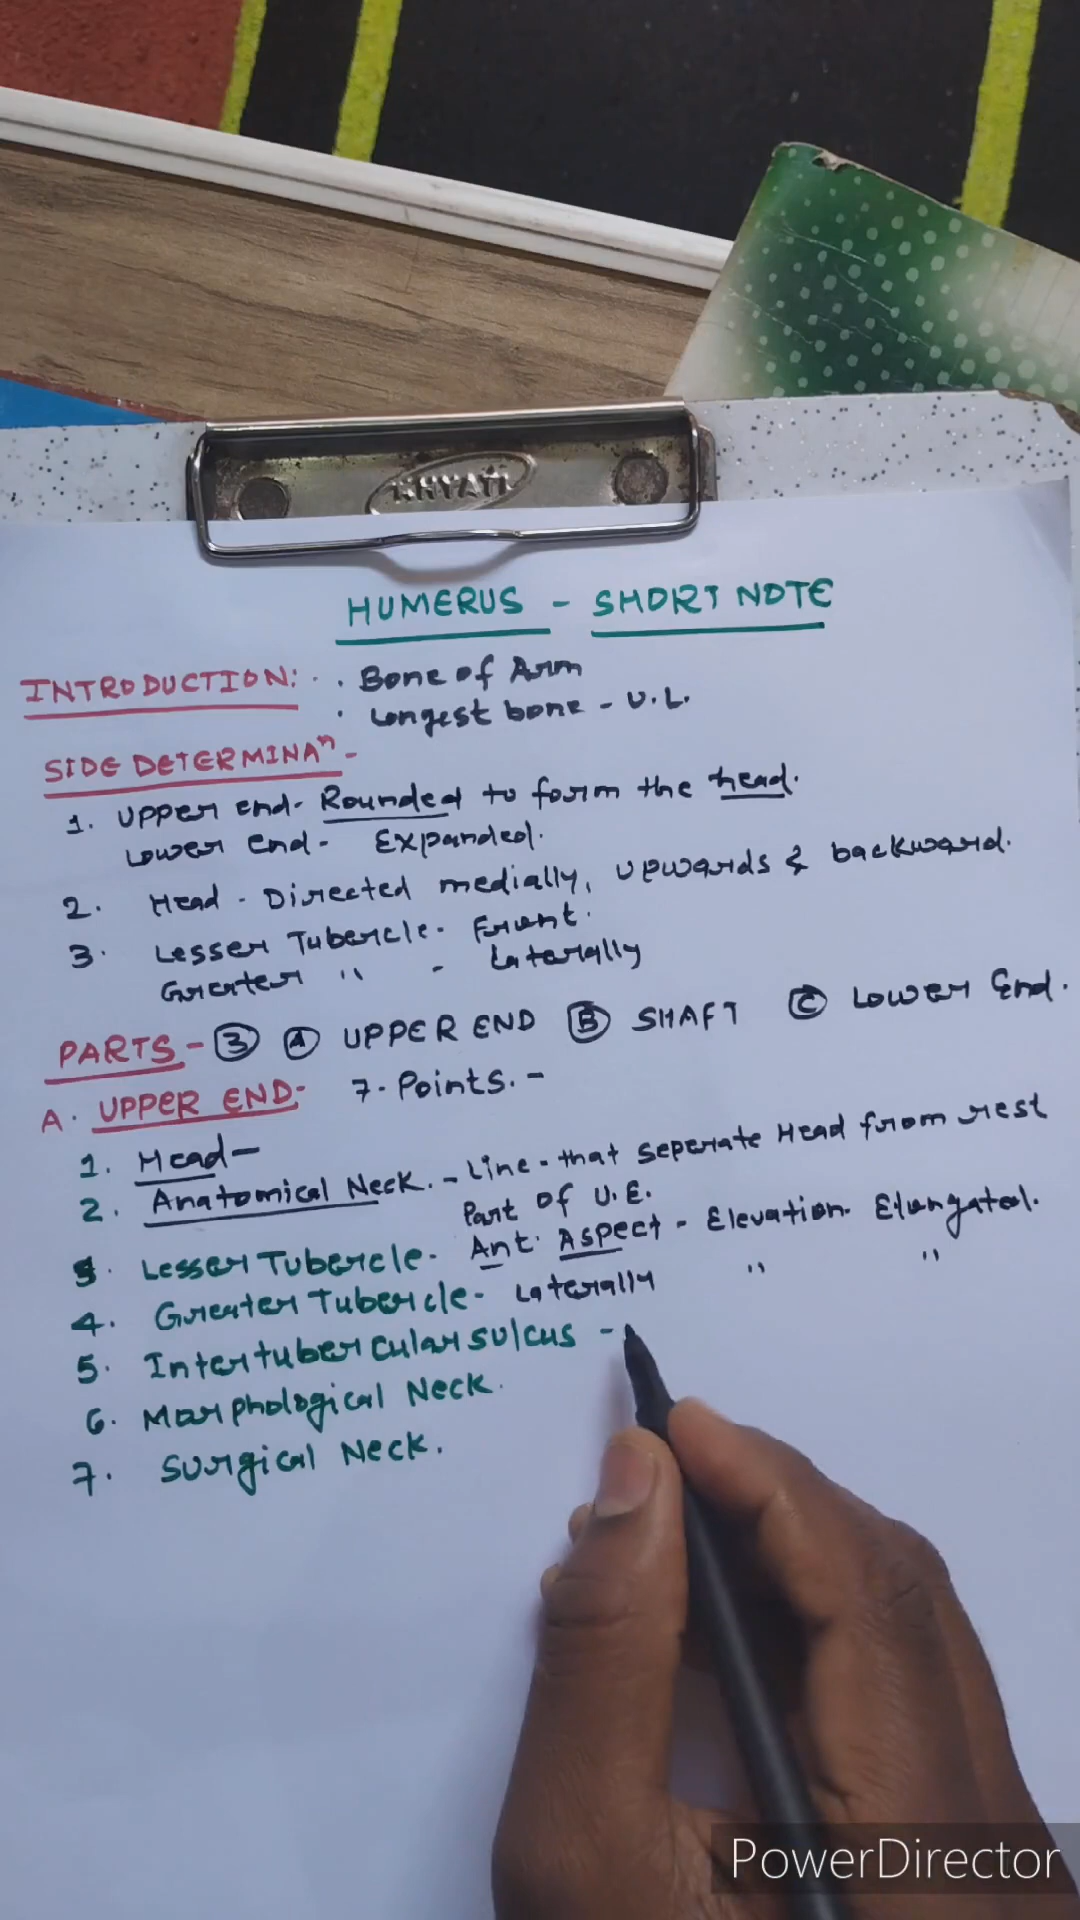 KHYATI
HUMERUS - SHORT NOTE
INTRODUCTION: . Bone of Arm
. Longest bone - U.L.
SIDE DETERMINAⁿ -
1. Upper end - Rounded to form the head.
Lower end - Expanded.
2. Head - Directed medially, upwards & backward.
3. Lesser Tubercle - Front.
Greater " - Laterally
PARTS - ③ Ⓐ UPPER END Ⓑ SHAFT Ⓒ LOWER End.
A. UPPER END - 7. Points. -
1. Head -
2. Anatomical Neck. - Line - that seperate Head from rest
Part of U.E.
3. Lesser Tubercle - Ant. Aspect - Elevation. Elongated.
4. Greater Tubercle - Laterally " "
5. Intertubercular sulcus -
6. Morphological Neck.
7. Surgical Neck.
PowerDirector